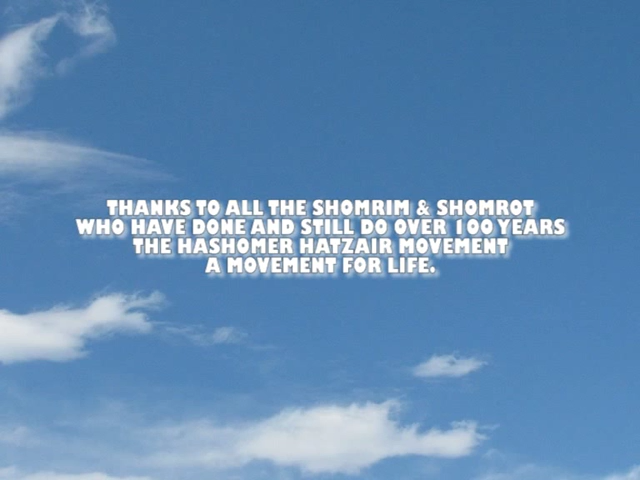 THANKS TO ALL THE SHOMRIM & SHOMROT
WHO HAVE DONE AND STILL DO OVER 100 YEARS
THE HASHOMER HATZAIR MOVEMENT
A MOVEMENT FOR LIFE.